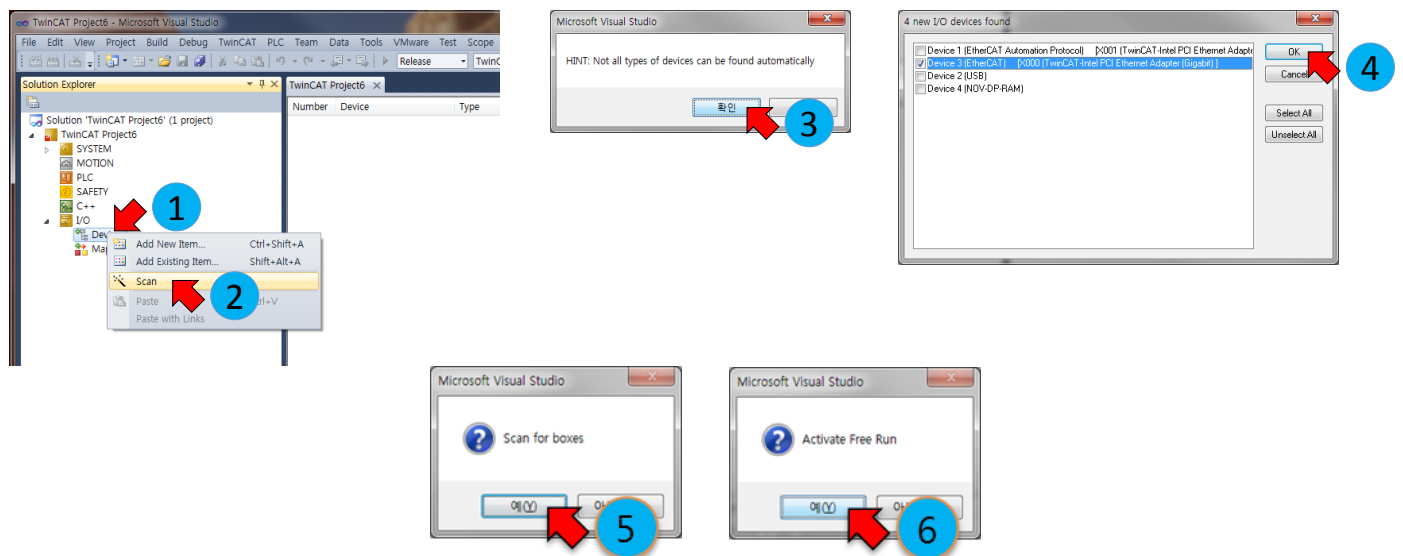 TwinCAT Project6 - Microsoft Visual Studio
File Edit View Project Build Debug TwinCAT PLC Team Data Tools VMware Test Scope
Release TwinC
Solution Explorer
TwinCAT Project6
Number Device Type
Solution 'TwinCAT Project6' (1 project)
TwinCAT Project6
SYSTEM
MOTION
PLC
SAFETY
C++
I/O
1
Add New Item... Ctrl+Shift+A
Add Existing Item... Shift+Alt+A
Scan
2
Paste
Paste with Links
Microsoft Visual Studio
HINT: Not all types of devices can be found automatically
확인
3
4 new I/O devices found
Device 1 (EtherCAT Automation Protocol) [X001 (TwinCAT-Intel PCI Ethernet Adapte
Device 3 (EtherCAT) [X000 (TwinCAT-Intel PCI Ethernet Adapter (Gigabit) ]
Device 2 (USB)
Device 4 (NOV-DP-RAM)
OK
4
Cancel
Select All
Unselect All
Microsoft Visual Studio
Scan for boxes
예(Y)
5
Microsoft Visual Studio
Activate Free Run
예(Y)
6